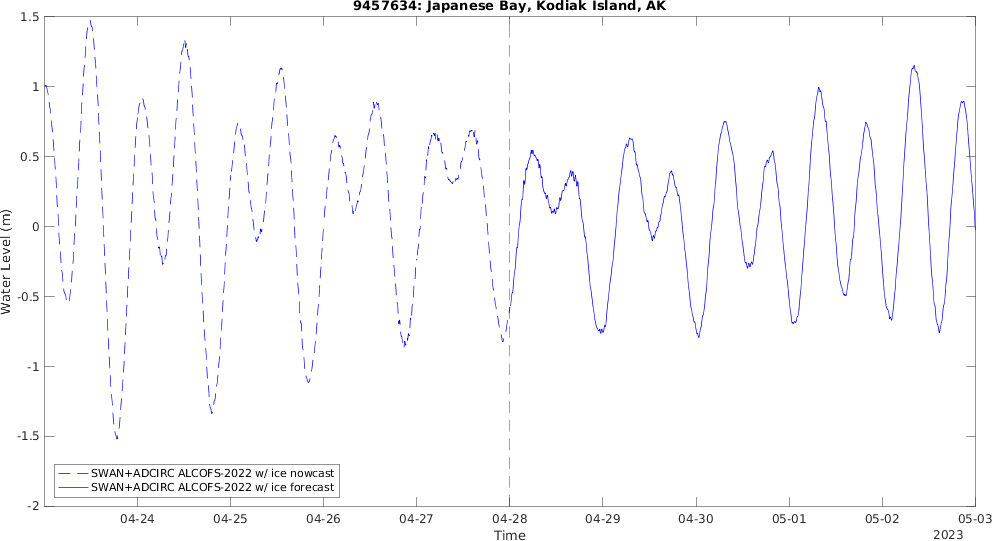 9457634: Japanese Bay, Kodiak Island, AK
1.5
1
0.5
0
-0.5
-1
-1.5
-2
Water Level (m)
SWAN+ADCIRC ALCOFS-2022 w/ ice nowcast
SWAN+ADCIRC ALCOFS-2022 w/ ice forecast
04-24 04-25 04-26 04-27 04-28 04-29 04-30 05-01 05-02 05-03
Time
2023